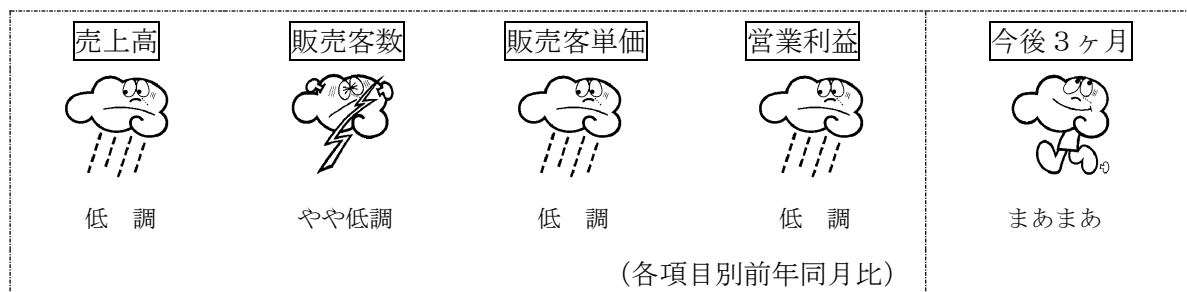 売上高 販売客数 販売客単価 営業利益 今後３ヶ月
低 調 やや低調 低 調 低 調 まあまあ
（各項目別前年同月比）